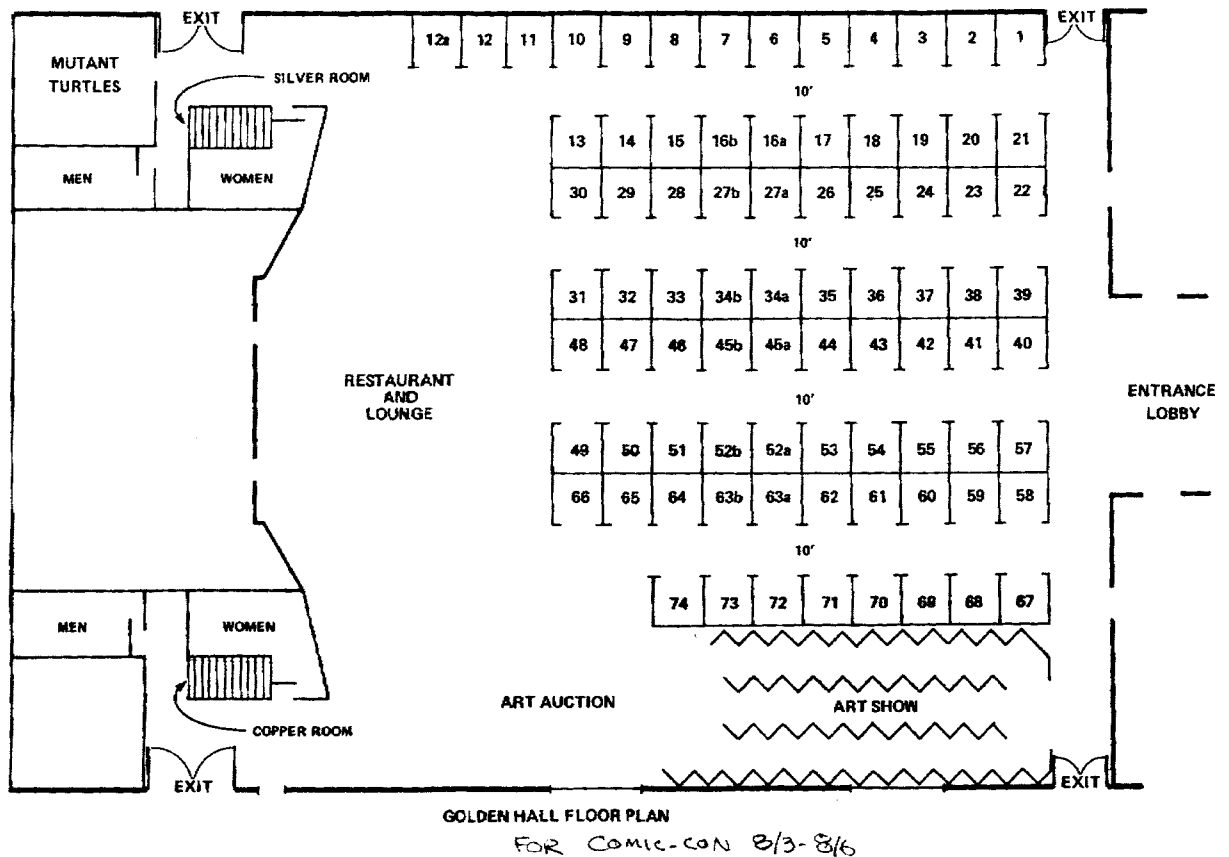 EXIT
EXIT
12a 12 11 10 9 8 7 6 5 4 3 2 1
MUTANT
TURTLES
SILVER ROOM
10'
13 14 15 16b 16a 17 18 19 20 21
MEN
WOMEN
30 29 28 27b 27a 26 25 24 23 22
10'
31 32 33 34b 34a 35 36 37 38 39
48 47 46 45b 45a 44 43 42 41 40
RESTAURANT
AND
LOUNGE
10'
ENTRANCE
LOBBY
49 50 51 52b 52a 53 54 55 56 57
66 65 64 63b 63a 62 61 60 59 58
10'
74 73 72 71 70 69 68 67
MEN
WOMEN
ART AUCTION
ART SHOW
COPPER ROOM
EXIT
EXIT
GOLDEN HALL FLOOR PLAN
FOR COMIC-CON 8/3-8/6